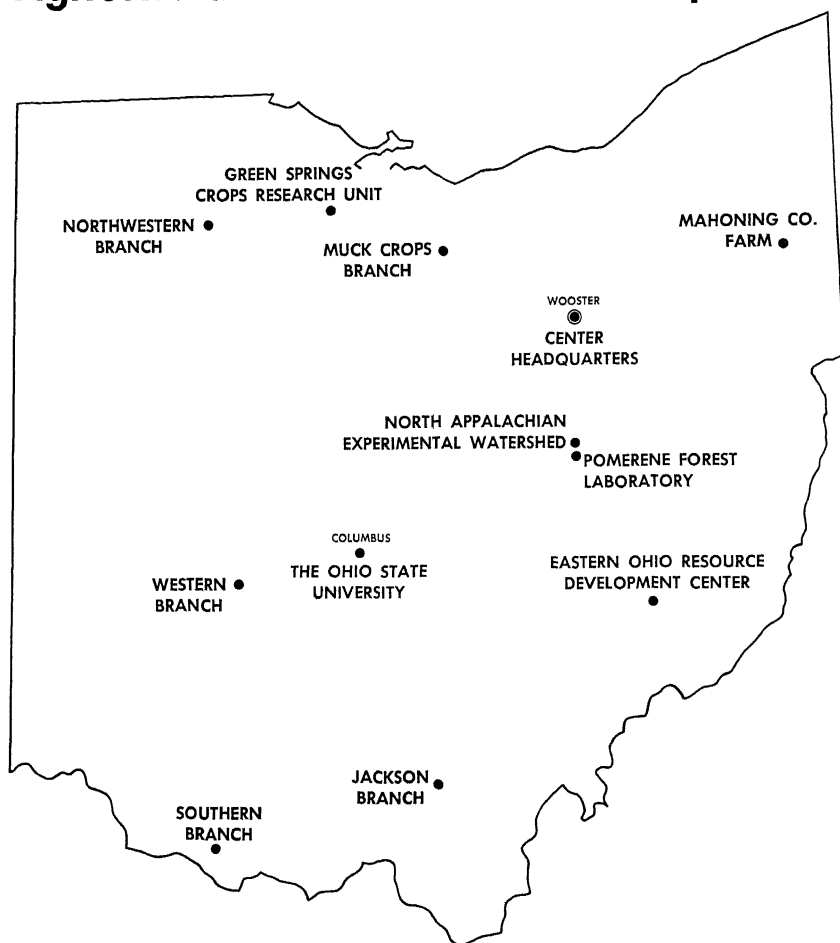 GREEN SPRINGS
CROPS RESEARCH UNIT
NORTHWESTERN
BRANCH
MUCK CROPS
BRANCH
MAHONING CO.
FARM
WOOSTER
CENTER
HEADQUARTERS
NORTH APPALACHIAN
EXPERIMENTAL WATERSHED
POMERENE FOREST
LABORATORY
COLUMBUS
THE OHIO STATE
UNIVERSITY
WESTERN
BRANCH
EASTERN OHIO RESOURCE
DEVELOPMENT CENTER
JACKSON
BRANCH
SOUTHERN
BRANCH